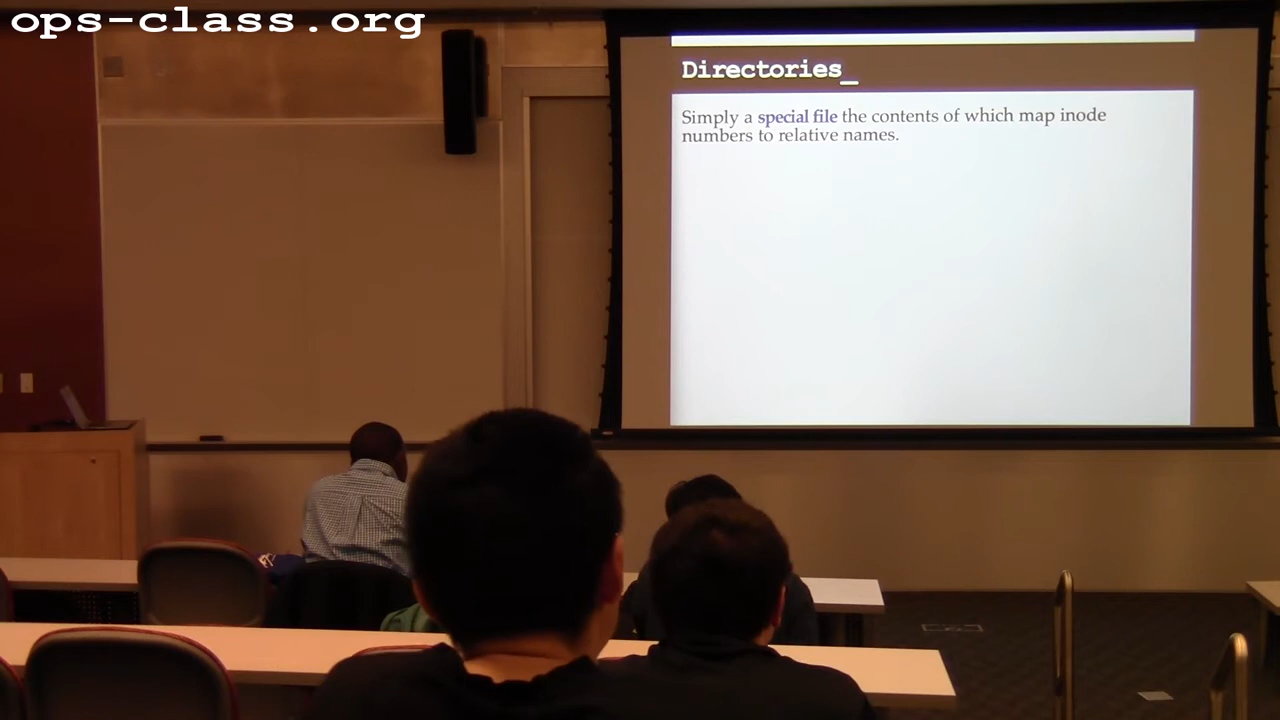 ops-class.org
Directories_
Simply a special file the contents of which map inode
numbers to relative names.